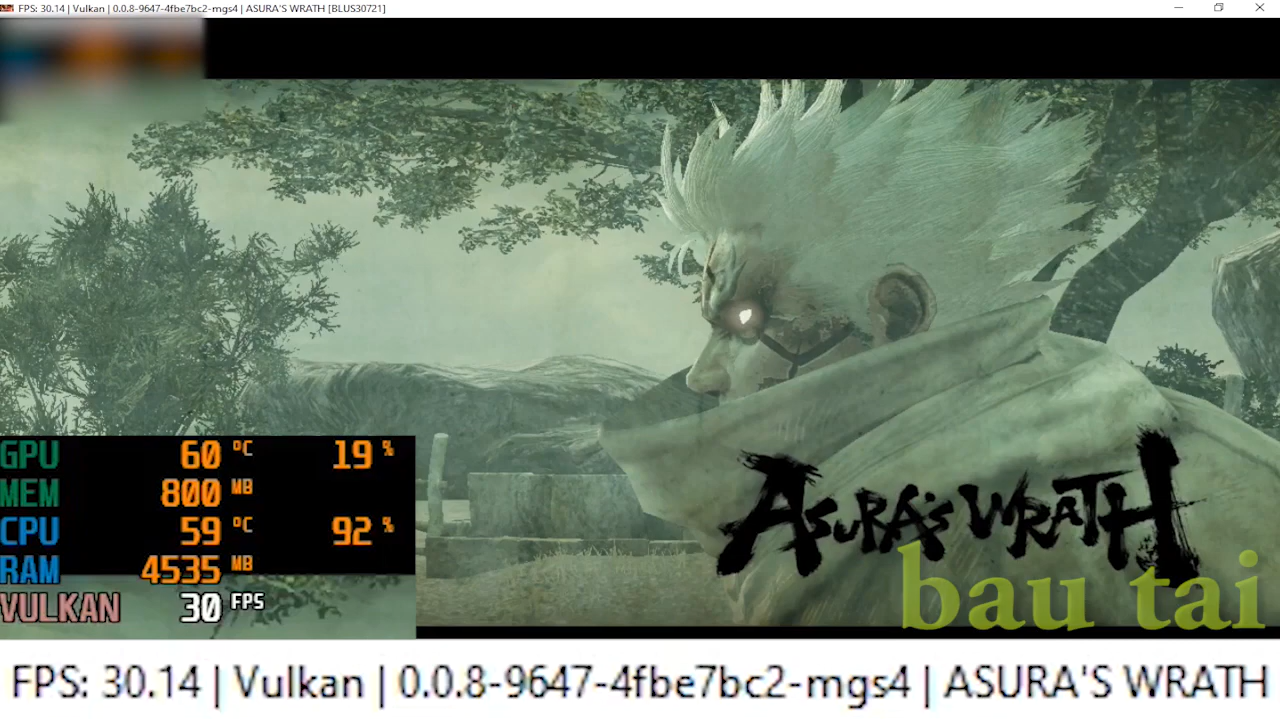 FPS: 30.14 | Vulkan | 0.0.8-9647-4fbe7bc2-mgs4 | ASURA'S WRATH [BLUS30721]
GPU 60 °C 19 %
MEM 800 MB
CPU 59 °C 92 %
RAM 4535 MB
VULKAN 30 FPS
ASURA'S WRATH
bau tai
FPS: 30.14 | Vulkan | 0.0.8-9647-4fbe7bc2-mgs4 | ASURA'S WRATH